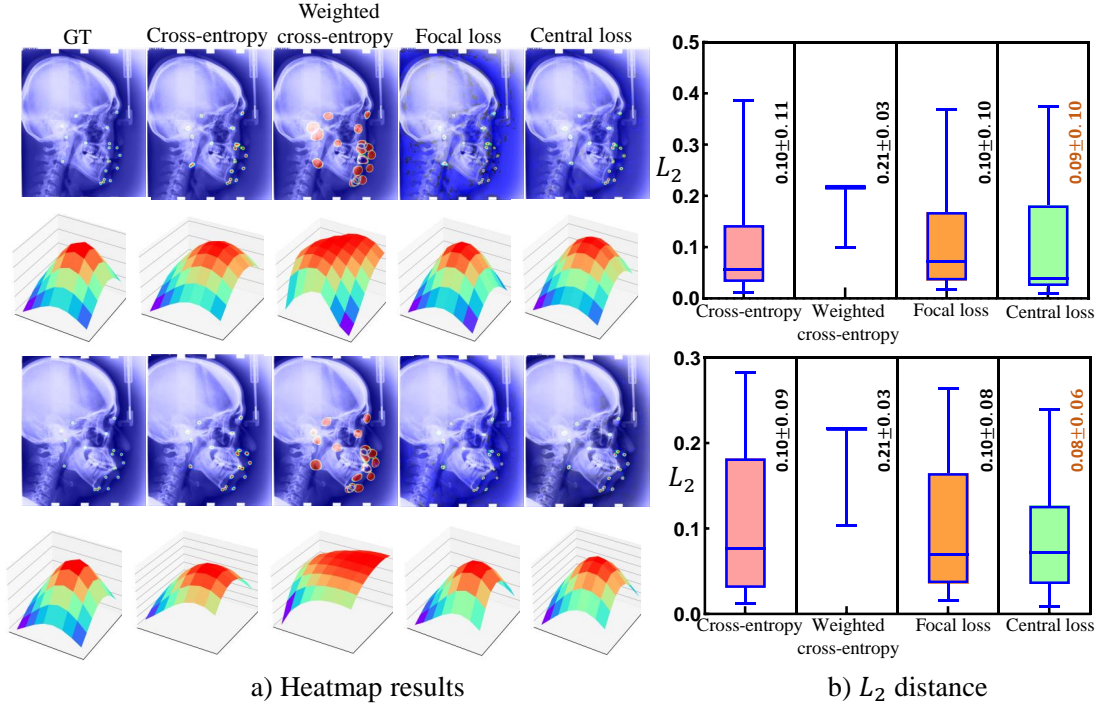 GT
Cross-entropy
Weighted
cross-entropy
Focal loss
Central loss
a) Heatmap results
0.5
0.4
0.3
0.2
0.1
0.0
L₂
0.10±0.11
0.21±0.03
0.10±0.10
0.09±0.10
Cross-entropy
Weighted
cross-entropy
Focal loss
Central loss
0.3
0.2
0.1
0.0
L₂
0.10±0.09
0.21±0.03
0.10±0.08
0.08±0.06
Cross-entropy
Weighted
cross-entropy
Focal loss
Central loss
b) L₂ distance